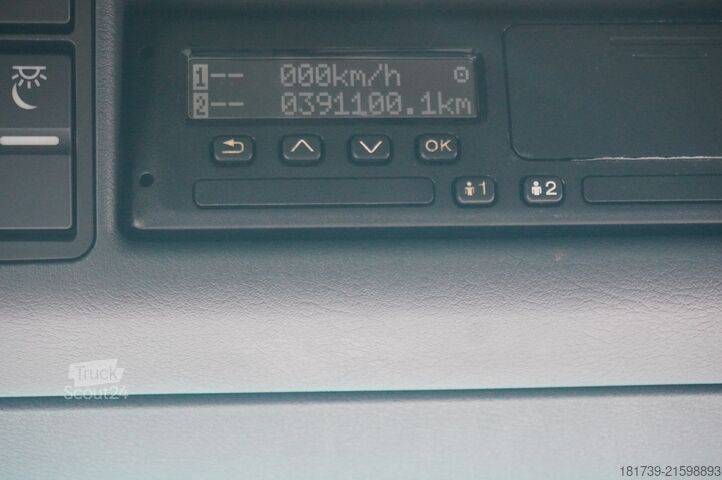 1-- 000km/h
2-- 0391100.1km
OK
1
2
Truck
Scout24
181739-21598893